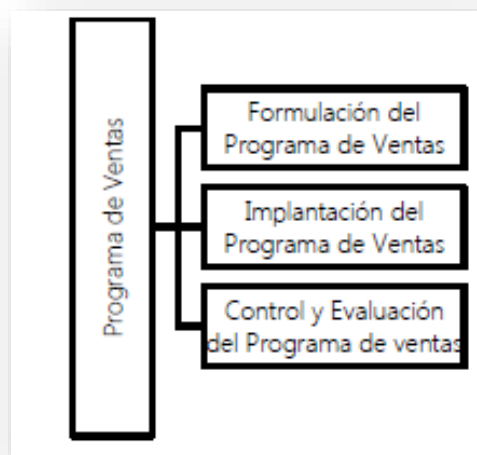 Programa de Ventas
Formulación del
Programa de Ventas
Implantación del
Programa de Ventas
Control y Evaluación
del Programa de ventas